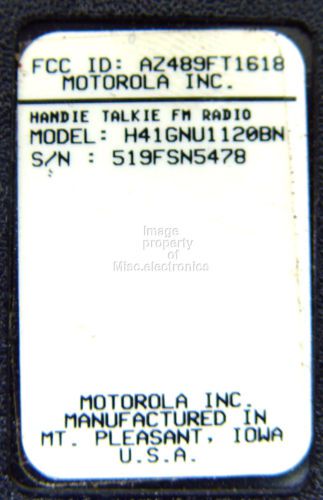 FCC ID: AZ489FT1618
MOTOROLA INC.
HANDIE TALKIE FM RADIO
MODEL: H41GNU1120BN
S/N : 519FSN5478
Image
property
of
Misc.electronics
MOTOROLA INC.
MANUFACTURED IN
MT. PLEASANT, IOWA
U.S.A.